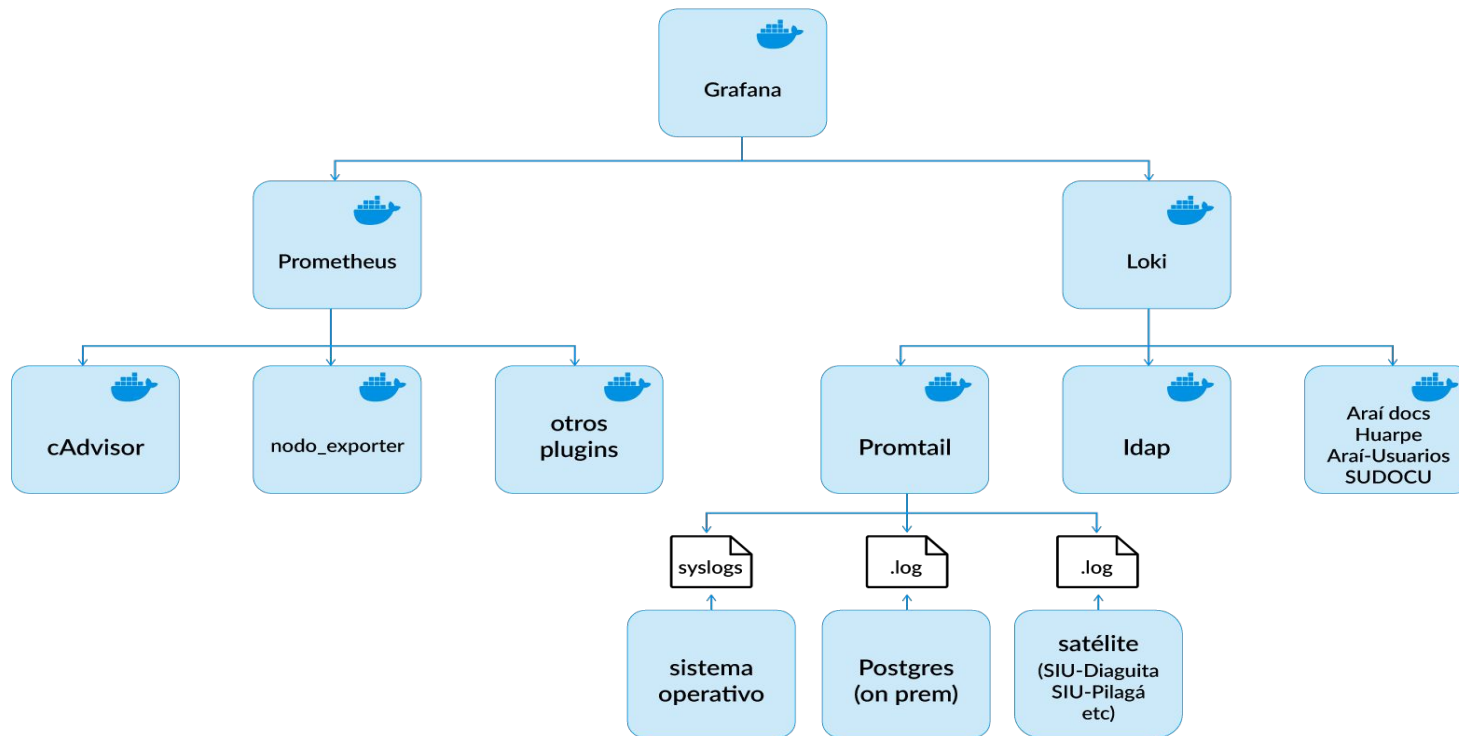 Grafana
Prometheus
Loki
cAdvisor
nodo_exporter
otros
plugins
Promtail
Idap
Araí docs
Huarpe
Araí-Usuarios
SUDOCU
syslogs
.log
.log
sistema
operativo
Postgres
(on prem)
satélite
(SIU-Diaguita
SIU-Pilagá
etc)